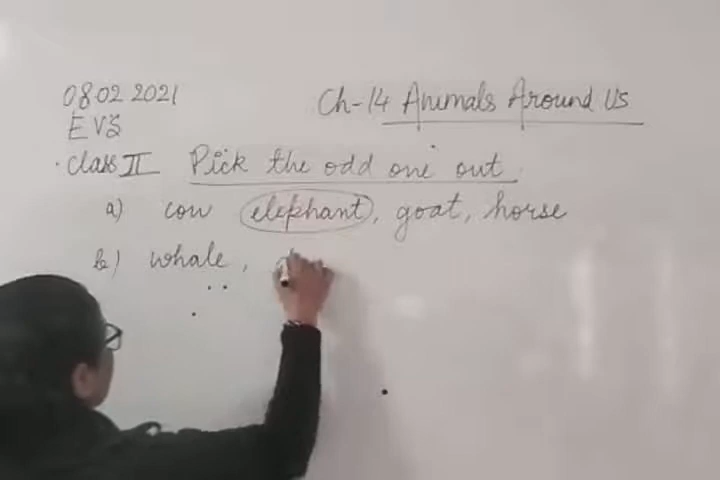 08.02.2021
Ch-14 Animals Around Us
EVS
Class II Pick the odd one out
a) cow elephant, goat, horse
b) whale,